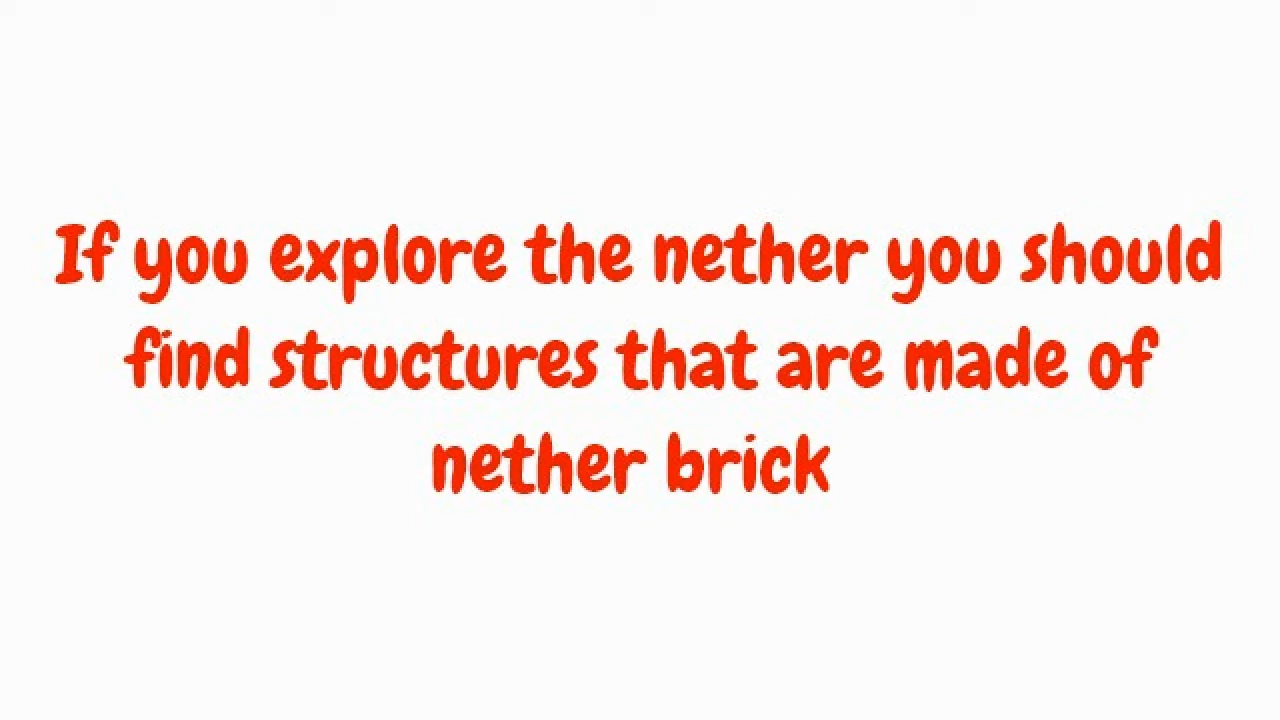 If you explore the nether you should
find structures that are made of
nether brick